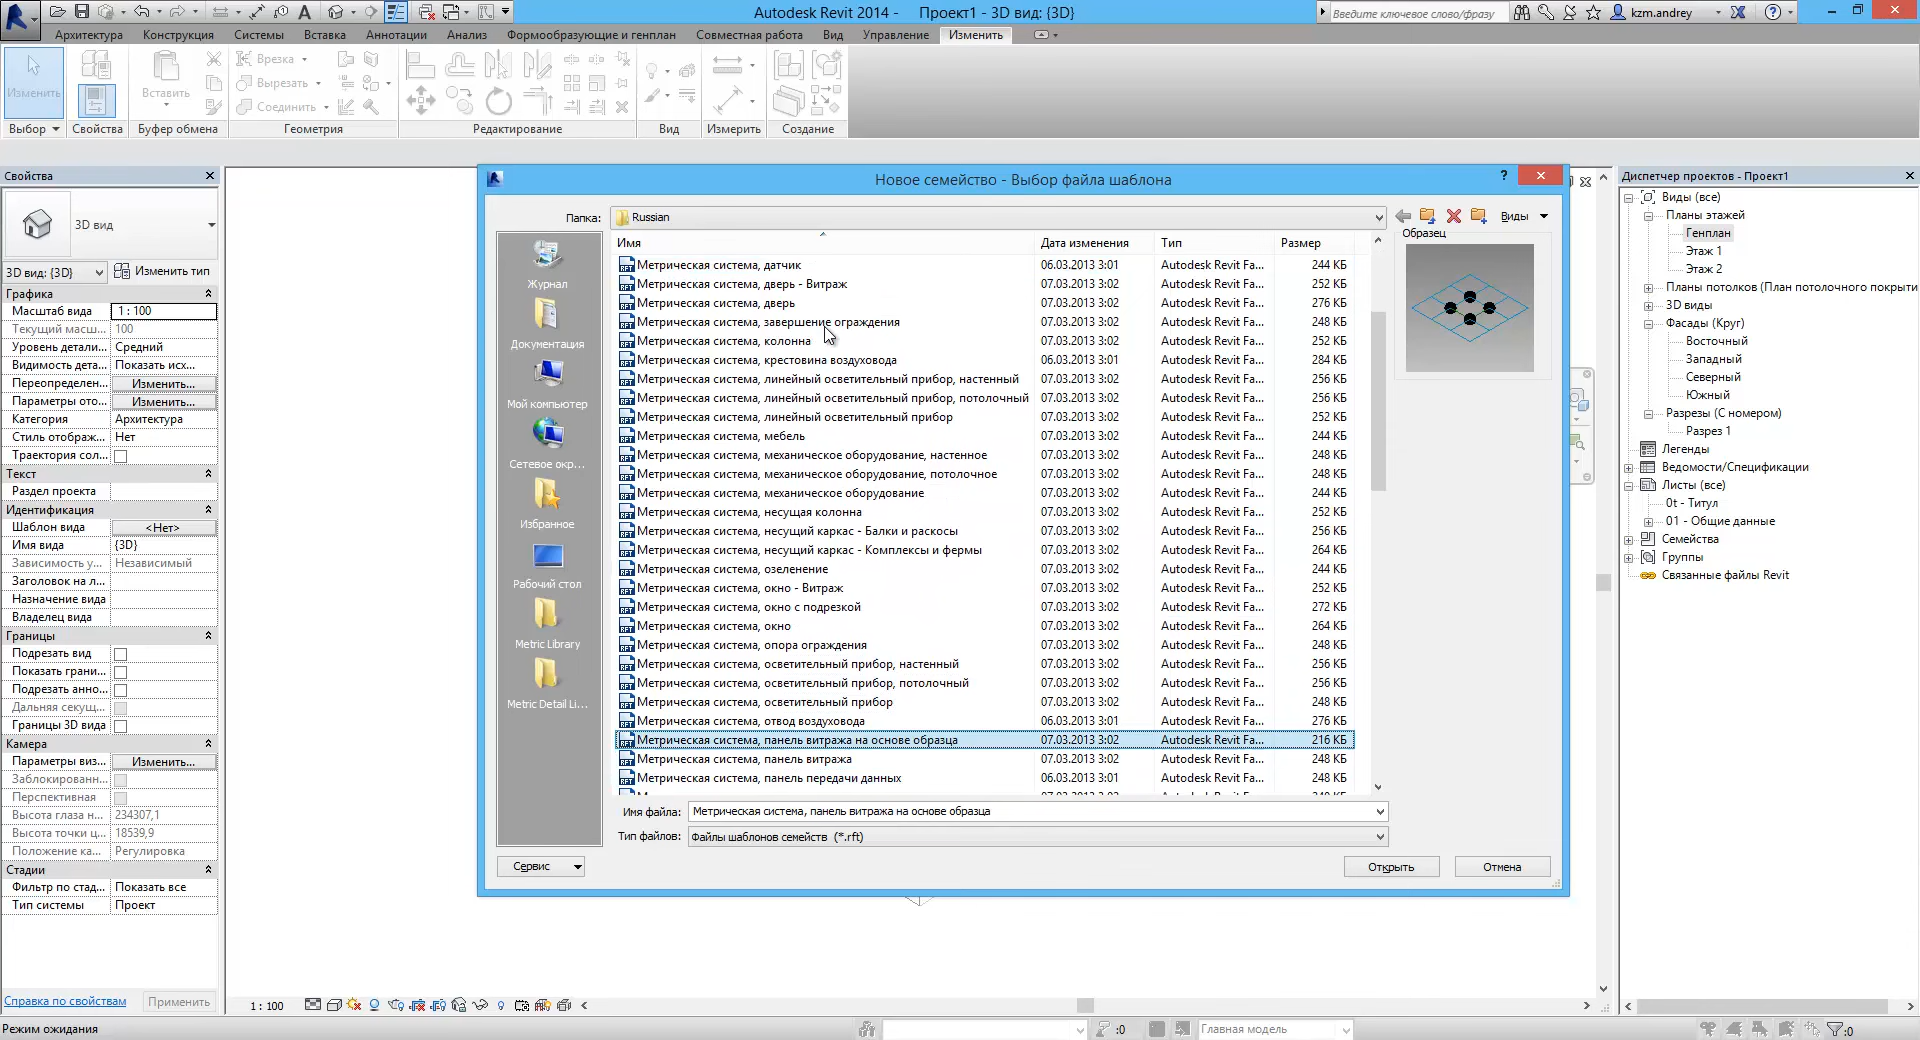 Autodesk Revit 2014 - Проект1 - 3D вид: {3D}
Введите ключевое слово/фразу
kzm.andrey
Архитектура Конструкция Системы Вставка Аннотации Анализ Формообразующие и генплан Совместная работа Вид Управление Изменить
Изменить
Вставить
Врезка
Вырезать
Соединить
Выбор Свойства Буфер обмена Геометрия Редактирование Вид Измерить Создание
Свойства
3D вид
3D вид: {3D} Изменить тип
Графика
Масштаб вида 1 : 100
Текущий масш... 100
Уровень детали... Средний
Видимость дета... Показать исх...
Переопределен... Изменить...
Параметры ото... Изменить...
Категория Архитектура
Стиль отображ... Нет
Траектория сол...
Текст
Раздел проекта
Идентификация
Шаблон вида <Нет>
Имя вида {3D}
Зависимость у... Независимый
Заголовок на л...
Назначение вида
Владелец вида
Границы
Подрезать вид
Показать грани...
Подрезать анно...
Дальняя секущ...
Границы 3D вида
Камера
Параметры виз... Изменить...
Заблокированн...
Перспективная
Высота глаза н... 234307,1
Высота точки ц... 18539,9
Положение ка... Регулировка
Стадии
Фильтр по стад... Показать все
Тип системы Проект
Справка по свойствам Применить
Новое семейство - Выбор файла шаблона
Папка: Russian
Виды
Журнал
Документация
Мой компьютер
Сетевое окр...
Избранное
Рабочий стол
Metric Library
Metric Detail Li...
Имя Дата изменения Тип Размер
Метрическая система, датчик 06.03.2013 3:01 Autodesk Revit Fa... 244 КБ
Метрическая система, дверь - Витраж 07.03.2013 3:02 Autodesk Revit Fa... 252 КБ
Метрическая система, дверь 07.03.2013 3:02 Autodesk Revit Fa... 276 КБ
Метрическая система, завершение ограждения 07.03.2013 3:02 Autodesk Revit Fa... 248 КБ
Метрическая система, колонна 07.03.2013 3:02 Autodesk Revit Fa... 252 КБ
Метрическая система, крестовина воздуховода 06.03.2013 3:01 Autodesk Revit Fa... 284 КБ
Метрическая система, линейный осветительный прибор, настенный 07.03.2013 3:02 Autodesk Revit Fa... 256 КБ
Метрическая система, линейный осветительный прибор, потолочный 07.03.2013 3:02 Autodesk Revit Fa... 256 КБ
Метрическая система, линейный осветительный прибор 07.03.2013 3:02 Autodesk Revit Fa... 252 КБ
Метрическая система, мебель 07.03.2013 3:02 Autodesk Revit Fa... 244 КБ
Метрическая система, механическое оборудование, настенное 07.03.2013 3:02 Autodesk Revit Fa... 248 КБ
Метрическая система, механическое оборудование, потолочное 07.03.2013 3:02 Autodesk Revit Fa... 248 КБ
Метрическая система, механическое оборудование 07.03.2013 3:02 Autodesk Revit Fa... 244 КБ
Метрическая система, несущая колонна 07.03.2013 3:02 Autodesk Revit Fa... 252 КБ
Метрическая система, несущий каркас - Балки и раскосы 07.03.2013 3:02 Autodesk Revit Fa... 256 КБ
Метрическая система, несущий каркас - Комплексы и фермы 07.03.2013 3:02 Autodesk Revit Fa... 264 КБ
Метрическая система, озеленение 07.03.2013 3:02 Autodesk Revit Fa... 244 КБ
Метрическая система, окно - Витраж 07.03.2013 3:02 Autodesk Revit Fa... 252 КБ
Метрическая система, окно с подрезкой 07.03.2013 3:02 Autodesk Revit Fa... 272 КБ
Метрическая система, окно 07.03.2013 3:02 Autodesk Revit Fa... 264 КБ
Метрическая система, опора ограждения 07.03.2013 3:02 Autodesk Revit Fa... 248 КБ
Метрическая система, осветительный прибор, настенный 07.03.2013 3:02 Autodesk Revit Fa... 256 КБ
Метрическая система, осветительный прибор, потолочный 07.03.2013 3:02 Autodesk Revit Fa... 256 КБ
Метрическая система, осветительный прибор 07.03.2013 3:02 Autodesk Revit Fa... 248 КБ
Метрическая система, отвод воздуховода 06.03.2013 3:01 Autodesk Revit Fa... 276 КБ
Метрическая система, панель витража на основе образца 07.03.2013 3:02 Autodesk Revit Fa... 216 КБ
Метрическая система, панель витража 07.03.2013 3:02 Autodesk Revit Fa... 248 КБ
Метрическая система, панель передачи данных 06.03.2013 3:01 Autodesk Revit Fa... 248 КБ
Образец
Имя файла: Метрическая система, панель витража на основе образца
Тип файлов: Файлы шаблонов семейств (*.rft)
Сервис Открыть Отмена
Диспетчер проектов - Проект1
Виды (все)
Планы этажей
Генплан
Этаж 1
Этаж 2
Планы потолков (План потолочного покрыти
3D виды
Фасады (Круг)
Восточный
Западный
Северный
Южный
Разрезы (С номером)
Разрез 1
Легенды
Ведомости/Спецификации
Листы (все)
0t - Титул
01 - Общие данные
Семейства
Группы
Связанные файлы Revit
1 : 100
Режим ожидания
:0
Главная модель
:0